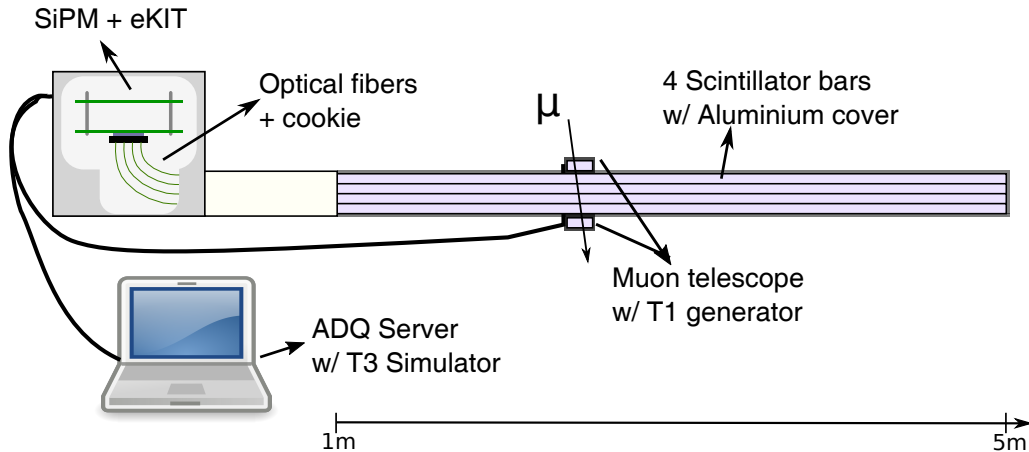 SiPM + eKIT
Optical fibers
+ cookie
μ
4 Scintillator bars
w/ Aluminium cover
Muon telescope
w/ T1 generator
ADQ Server
w/ T3 Simulator
1m
5m